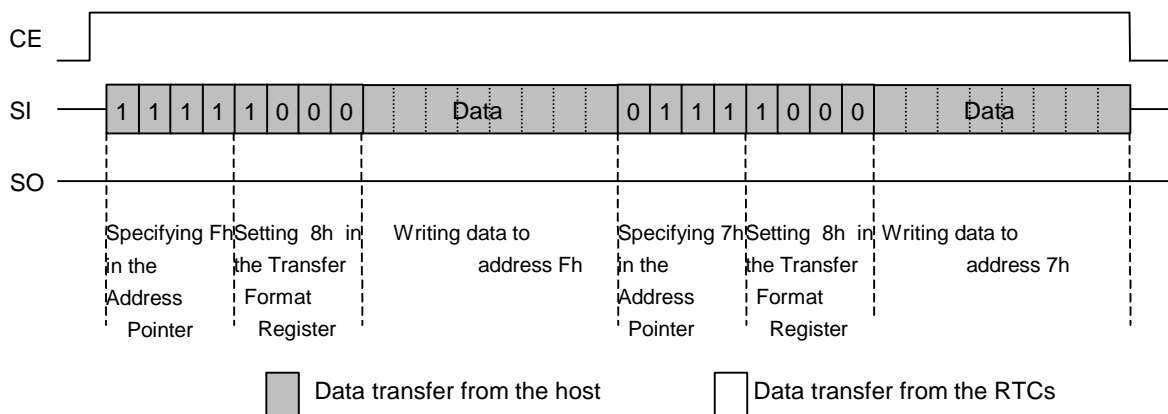 CE
SI 1 1 1 1 1 0 0 0 Data 0 1 1 1 1 0 0 0 Data
SO
Specifying Fh Setting 8h in Writing data to Specifying 7h Setting 8h in Writing data to
in the the Transfer address Fh in the the Transfer address 7h
Address Format Address Format
Pointer Register Pointer Register
Data transfer from the host Data transfer from the RTCs